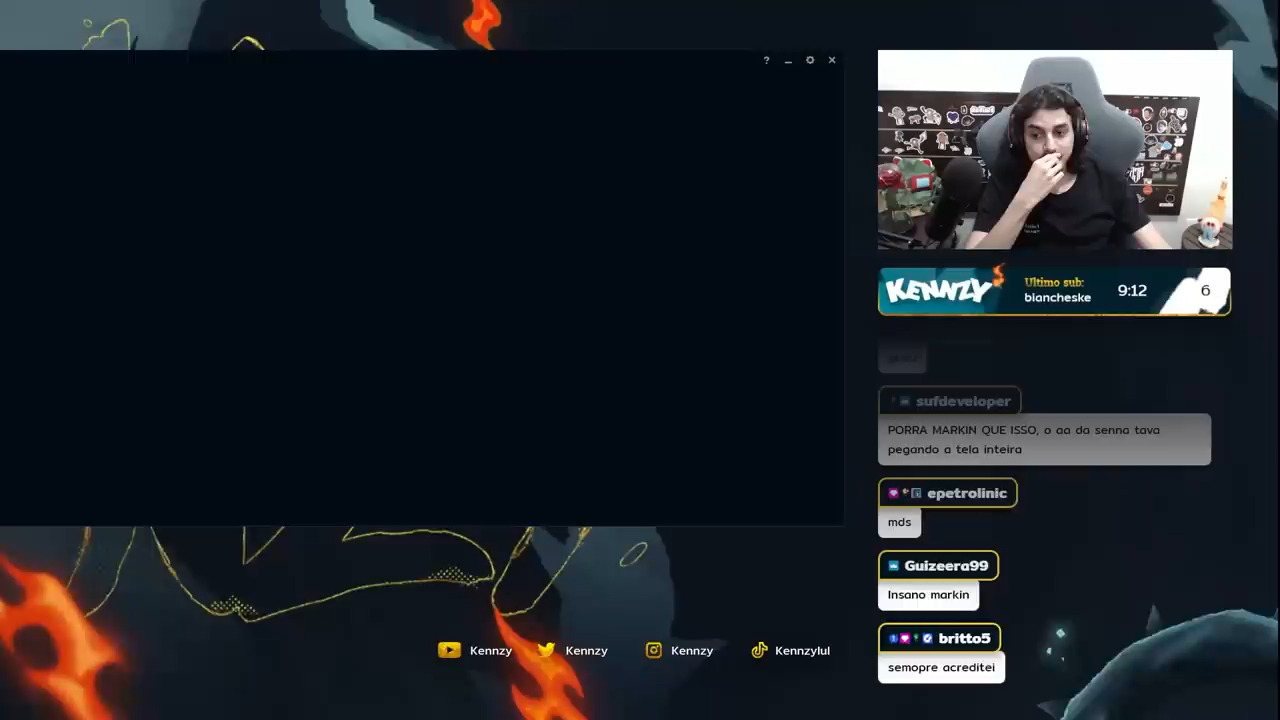 ?
KENNZY
Ultimo sub:
biancheske
9:12
6
sufdeveloper
PORRA MARKIN QUE ISSO, o aa da senna tava
pegando a tela inteira
epetrolinic
mds
Guizeera99
Insano markin
britto5
semopre acreditei
Kennzy
Kennzy
Kennzy
Kennzylul